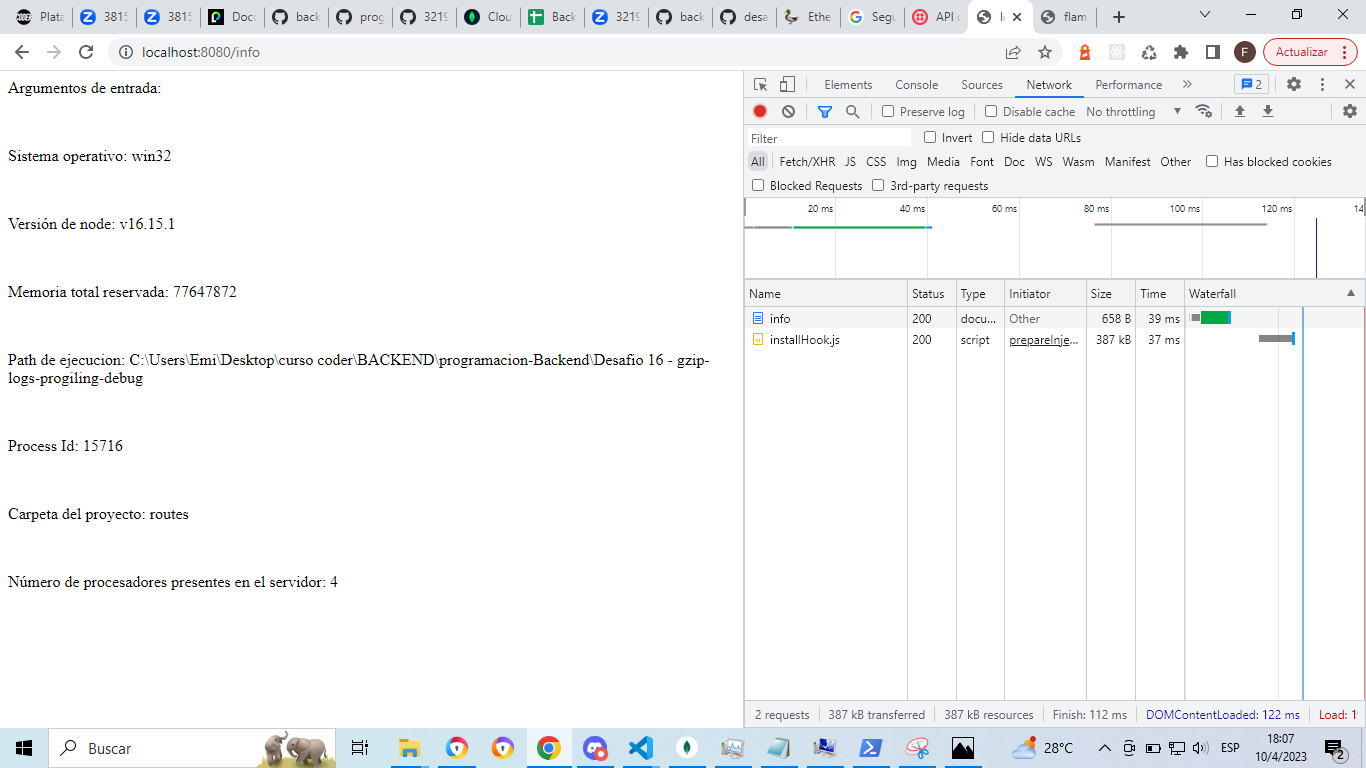 Plata
3815
3815
Docu
back
prog
3219
Clou
Back
3219
back
desa
Ethe
Segu
API
flam
localhost:8080/info
F
Actualizar
Argumentos de entrada:
Sistema operativo: win32
Versión de node: v16.15.1
Memoria total reservada: 77647872
Path de ejecucion: C:\Users\Emi\Desktop\curso coder\BACKEND\programacion-Backend\Desafio 16 - gzip-
logs-progiling-debug
Process Id: 15716
Carpeta del proyecto: routes
Número de procesadores presentes en el servidor: 4
Elements Console Sources Network Performance » 2
Preserve log Disable cache No throttling
Filter Invert Hide data URLs
All Fetch/XHR JS CSS Img Media Font Doc WS Wasm Manifest Other Has blocked cookies
Blocked Requests 3rd-party requests
20 ms 40 ms 60 ms 80 ms 100 ms 120 ms 14
Name Status Type Initiator Size Time Waterfall
info 200 docu... Other 658 B 39 ms
installHook.js 200 script prepareInje... 387 kB 37 ms
2 requests 387 kB transferred 387 kB resources Finish: 112 ms DOMContentLoaded: 122 ms Load: 1
Buscar
28°C
ESP
18:07
10/4/2023
2